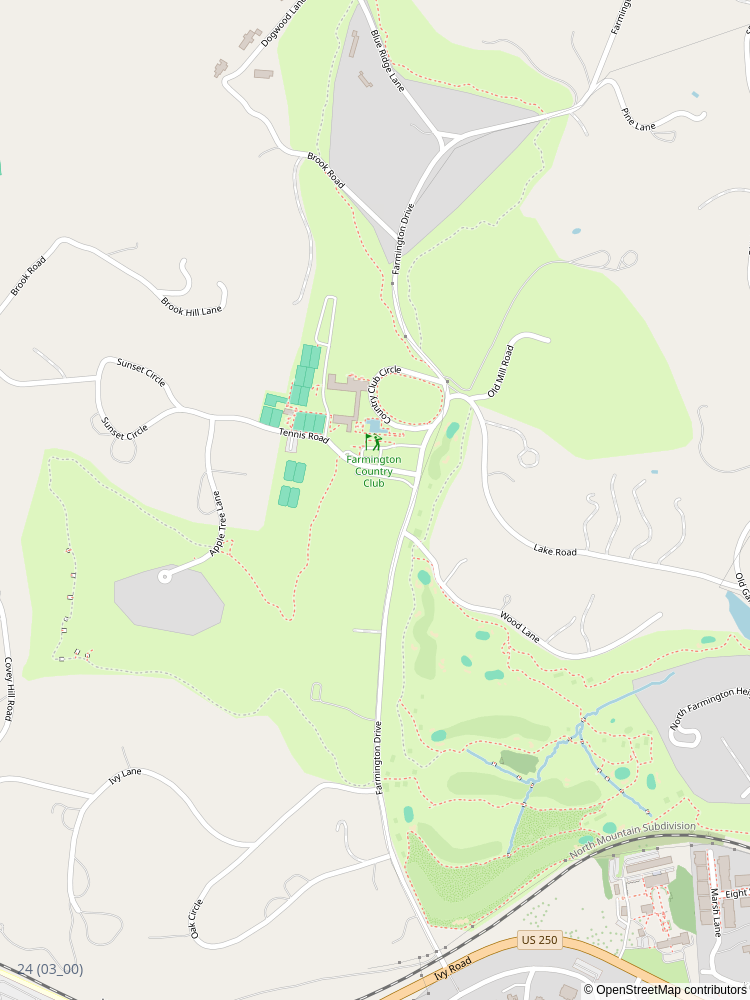 Dogwood Lane
Blue Ridge Lane
Farmington
Pine Lane
Brook Road
Farmington Drive
Brook Road
Brook Hill Lane
Sunset Circle
Country Club Circle
Old Mill Road
Sunset Circle
Tennis Road
Farmington
Country
Club
Apple Tree Lane
Lake Road
Old Ga
Wood Lane
Covey Hill Road
North Farmington Hei
Farmington Drive
Ivy Lane
North Mountain Subdivision
Oak Circle
Marsh Lane
Eight
US 250
Ivy Road
24 (03_00)
© OpenStreetMap contributors